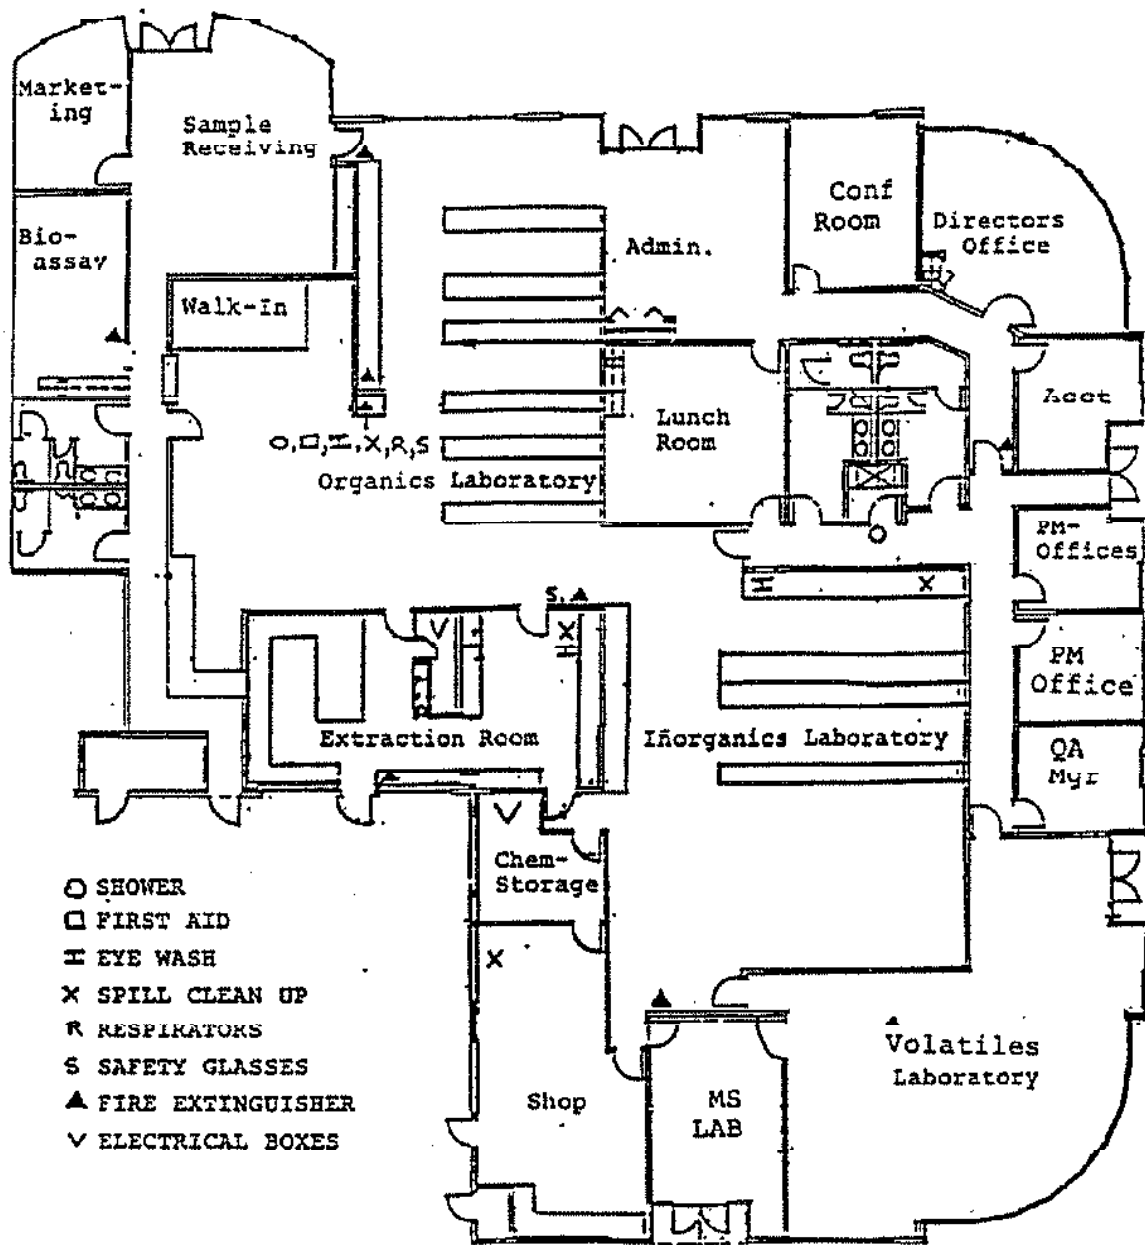 Market-
ing
Sample
Receiving
Conf
Room
Directors
Office
Bio-
assay
Admin.
Walk-In
Acct
Lunch
Room
O,□,H,X,R,S
Organics Laboratory
PM-
Offices
H
X
S,▲
X
H
PM
Office
Extraction Room
Inorganics Laboratory
QA
Mgr
Chem-
Storage
SHOWER
FIRST AID
H EYE WASH
X SPILL CLEAN UP
R RESPIRATORS
S SAFETY GLASSES
▲ FIRE EXTINGUISHER
V ELECTRICAL BOXES
X
Volatiles
Laboratory
Shop
MS
LAB